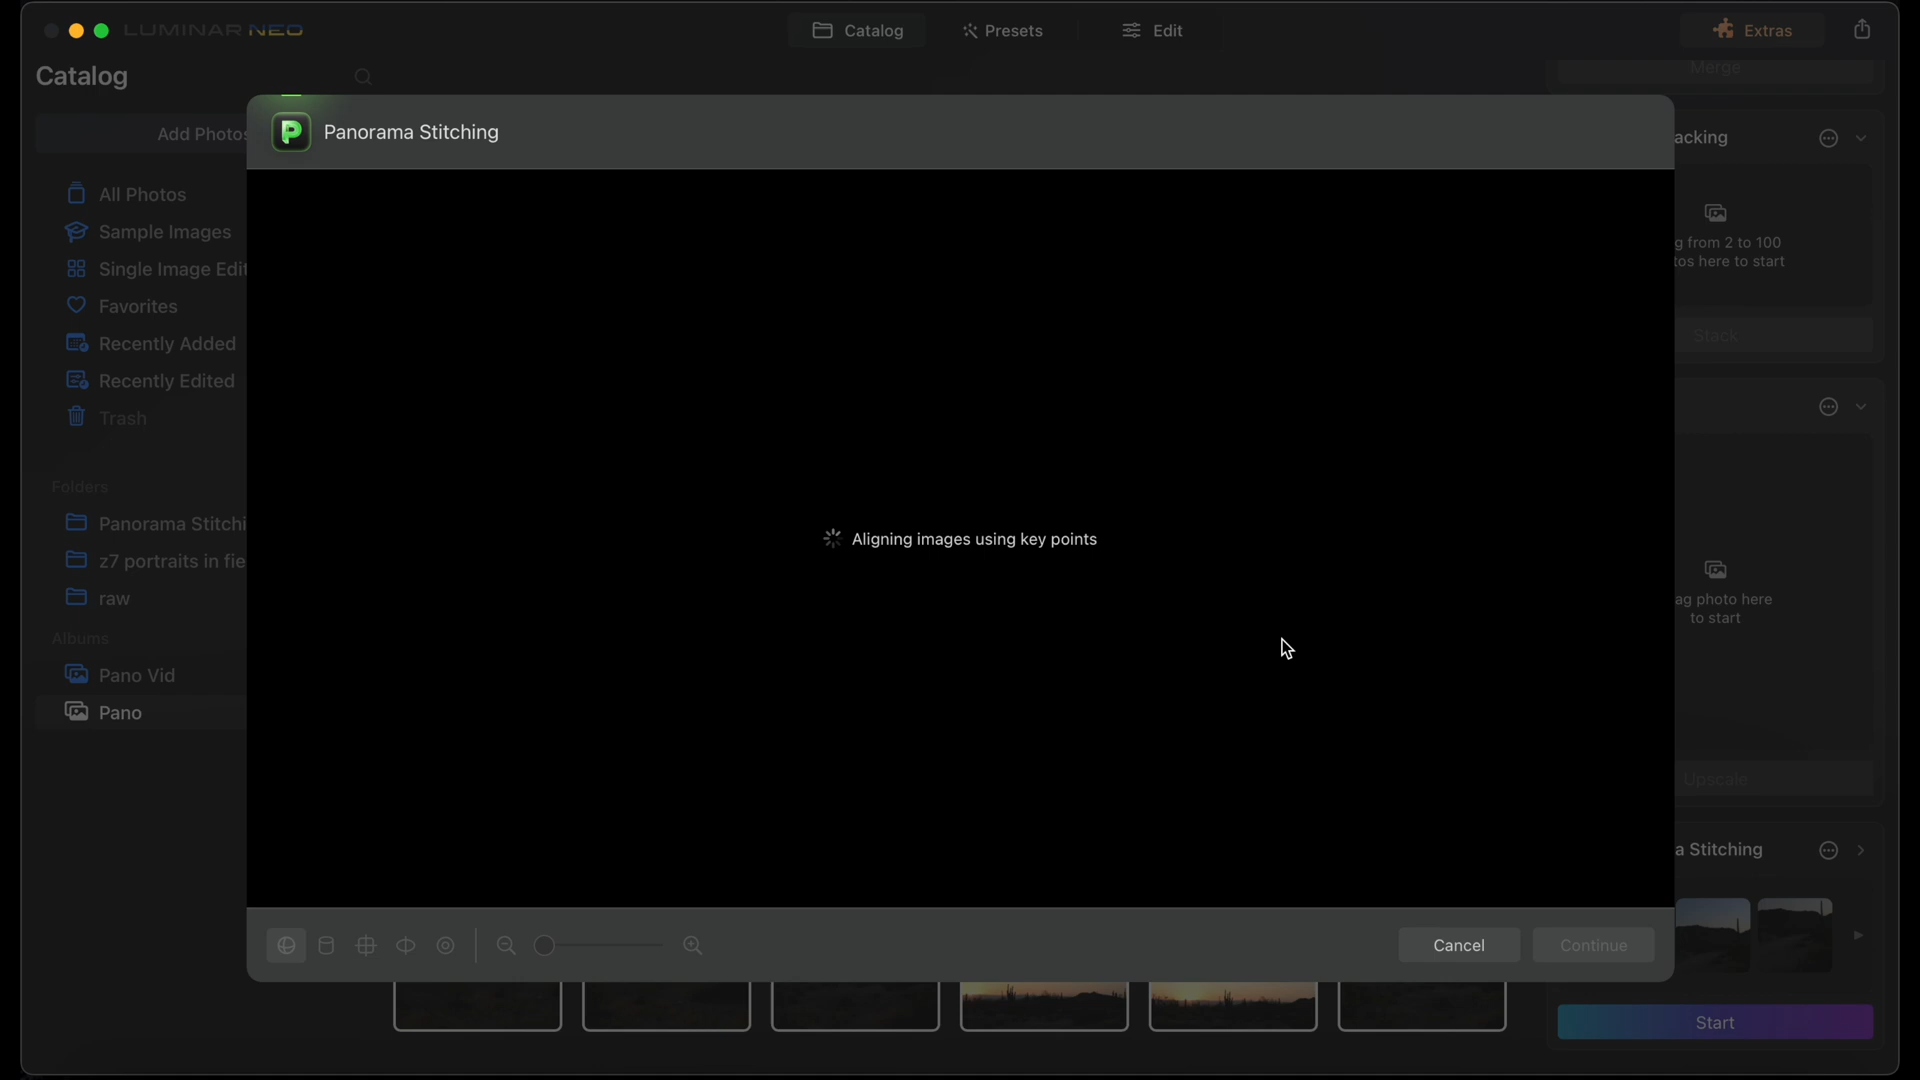 LUMINAR NEO
Catalog
Presets
Edit
Extras
Catalog
Merge
Add Photos
P
Panorama Stitching
acking
All Photos
Sample Images
Single Image Edit
Favorites
Recently Added
Recently Edited
Trash
g from 2 to 100
tos here to start
Stack
Folders
Panorama Stitchi
z7 portraits in fie
raw
Aligning images using key points
ag photo here
to start
Albums
Pano Vid
Pano
Upscale
a Stitching
Cancel
Continue
Start